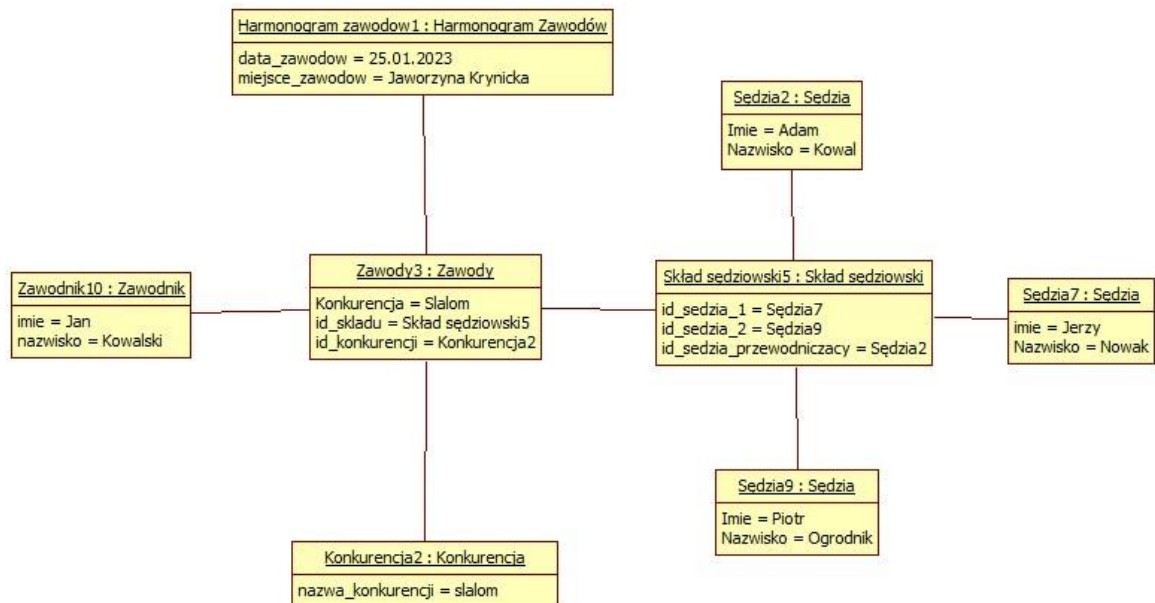 Harmonogram zawodow1 : Harmonogram Zawodów
data_zawodow = 25.01.2023
miejsce_zawodow = Jaworzyna Krynicka
Sędzia2 : Sędzia
Imie = Adam
Nazwisko = Kowal
Zawodnik10 : Zawodnik
imie = Jan
nazwisko = Kowalski
Zawody3 : Zawody
Konkurencja = Slalom
id_skladu = Skład sędziowski5
id_konkurencji = Konkurencja2
Skład sędziowski5 : Skład sędziowski
id_sedzia_1 = Sędzia7
id_sedzia_2 = Sędzia9
id_sedzia_przewodniczacy = Sędzia2
Sędzia7 : Sędzia
imie = Jerzy
Nazwisko = Nowak
Sędzia9 : Sędzia
Imie = Piotr
Nazwisko = Ogrodnik
Konkurencja2 : Konkurencja
nazwa_konkurencji = slalom